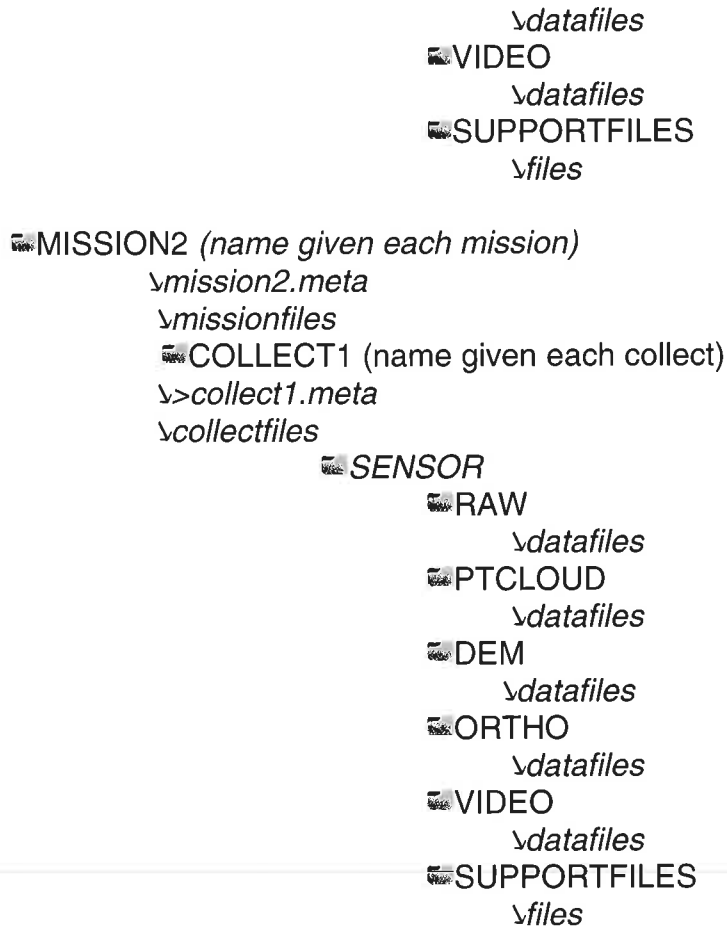 ↘datafiles
VIDEO
↘datafiles
SUPPORTFILES
↘files
MISSION2 (name given each mission)
↘mission2.meta
↘missionfiles
COLLECT1 (name given each collect)
↘>collect1.meta
↘collectfiles
SENSOR
RAW
↘datafiles
PTCLOUD
↘datafiles
DEM
↘datafiles
ORTHO
↘datafiles
VIDEO
↘datafiles
SUPPORTFILES
↘files